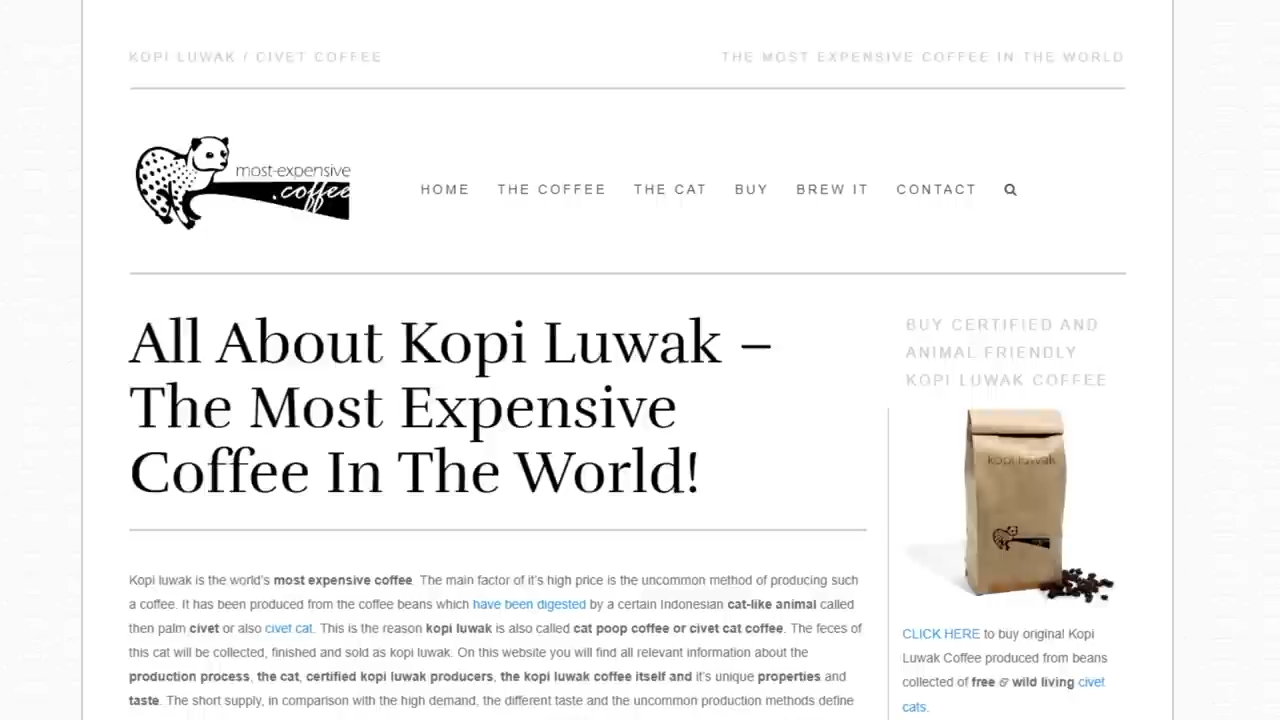 KOPI LUWAK / CIVET COFFEE
THE MOST EXPENSIVE COFFEE IN THE WORLD
most-expensive
.coffee
HOME THE COFFEE THE CAT BUY BREW IT CONTACT
All About Kopi Luwak –
The Most Expensive
Coffee In The World!
Kopi luwak is the world's most expensive coffee. The main factor of it's high price is the uncommon method of producing such
a coffee. It has been produced from the coffee beans which have been digested by a certain Indonesian cat-like animal called
then palm civet or also civet cat. This is the reason kopi luwak is also called cat poop coffee or civet cat coffee. The feces of
this cat will be collected, finished and sold as kopi luwak. On this website you will find all relevant information about the
production process, the cat, certified kopi luwak producers, the kopi luwak coffee itself and it's unique properties and
taste. The short supply, in comparison with the high demand, the different taste and the uncommon production methods define
BUY CERTIFIED AND
ANIMAL FRIENDLY
KOPI LUWAK COFFEE
kopi luwak
CLICK HERE to buy original Kopi
Luwak Coffee produced from beans
collected of free & wild living civet
cats.